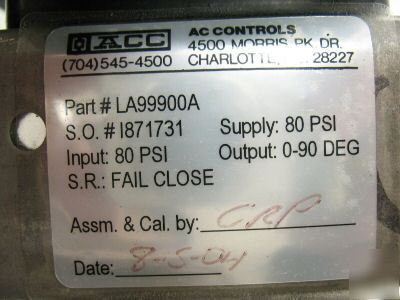 ACC AC CONTROLS
4500 MORRIS PK. DR.
(704)545-4500 CHARLOTTE, 28227
Part # LA99900A
S.O. # I871731 Supply: 80 PSI
Input: 80 PSI Output: 0-90 DEG
S.R.: FAIL CLOSE
Assm. & Cal. by: CRP
Date: 8-5-04